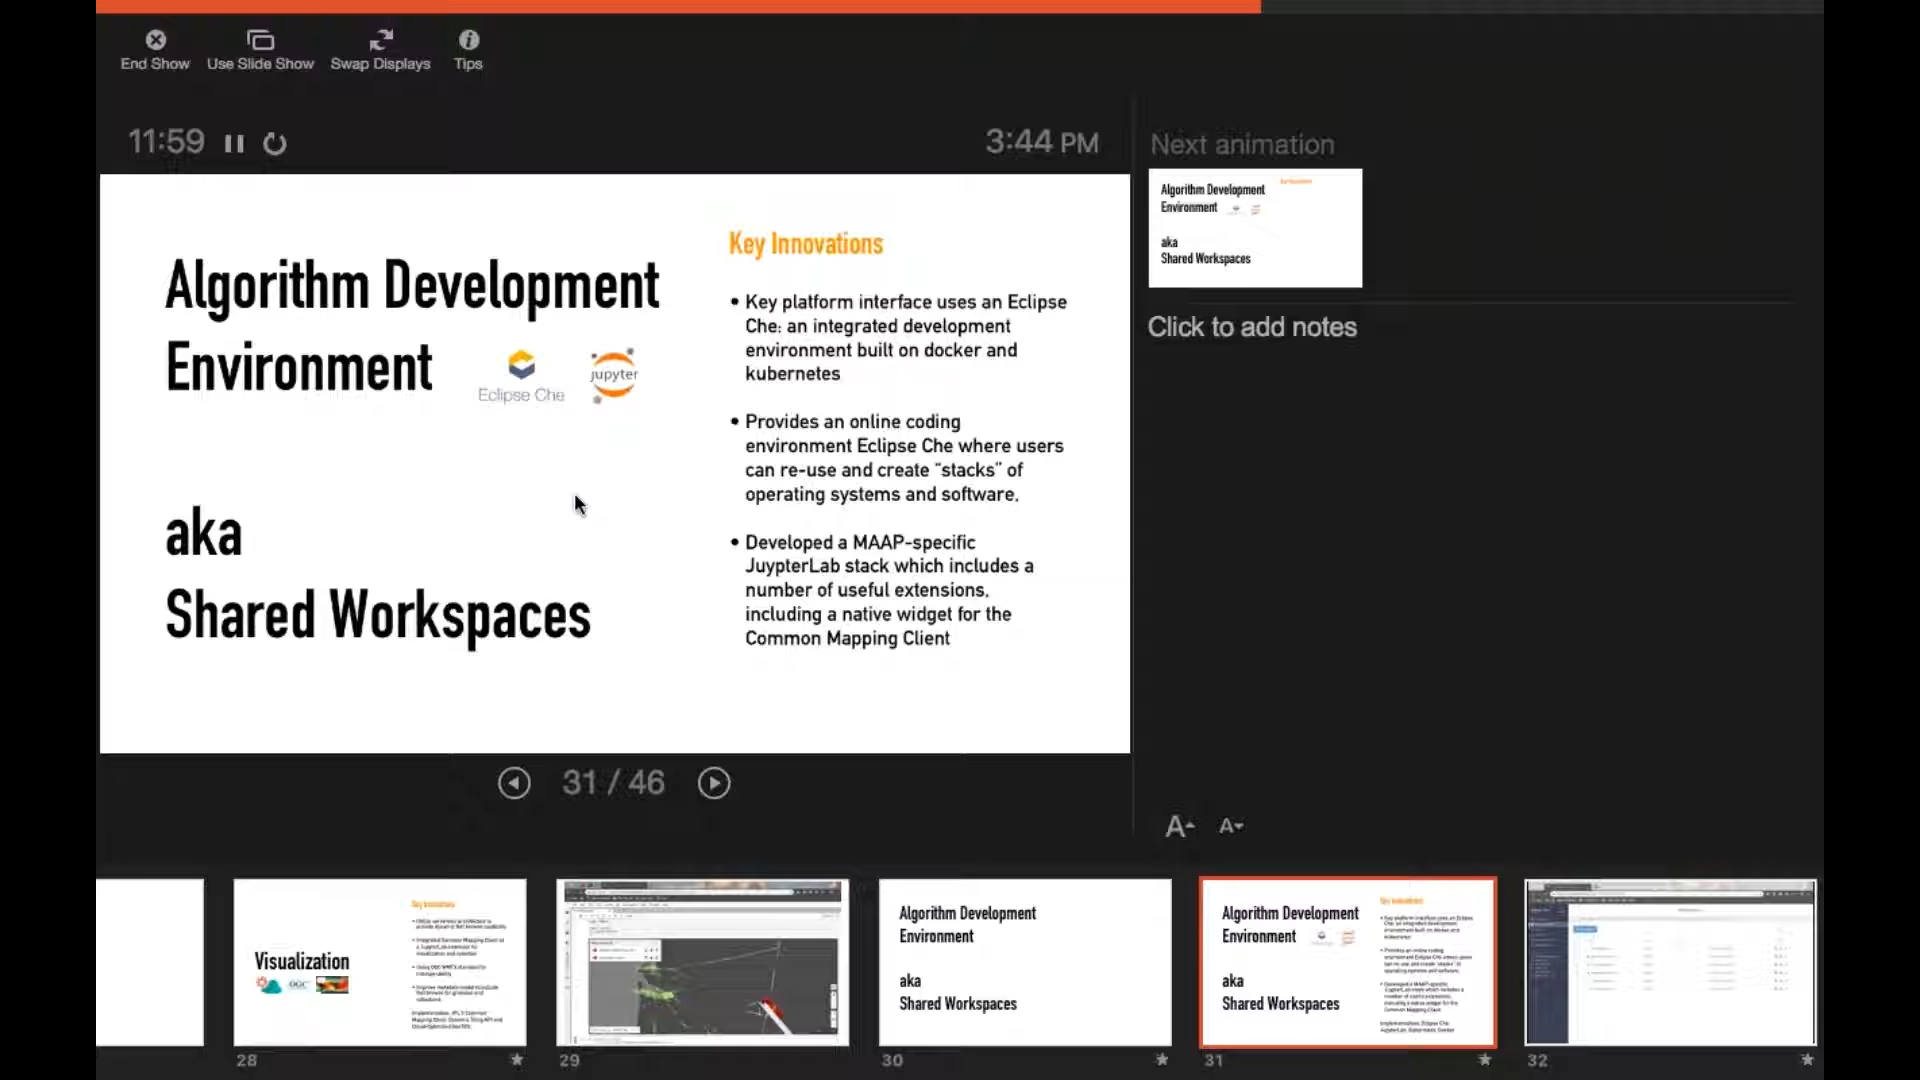 End Show
Use Slide Show
Swap Displays
Tips
11:59
3:44 PM
Algorithm Development
Environment
Eclipse Che
jupyter
aka
Shared Workspaces
Key Innovations
• Key platform interface uses an Eclipse
Che: an integrated development
environment built on docker and
kubernetes
• Provides an online coding
environment Eclipse Che where users
can re-use and create “stacks” of
operating systems and software.
• Developed a MAAP-specific
JuypterLab stack which includes a
number of useful extensions,
including a native widget for the
Common Mapping Client
Next animation
Algorithm Development
Environment
aka
Shared Workspaces
Click to add notes
31 / 46
A
A
Visualization
OGC
28
29
Algorithm Development
Environment
aka
Shared Workspaces
30
Algorithm Development
Environment
aka
Shared Workspaces
Key Innovations
31
32